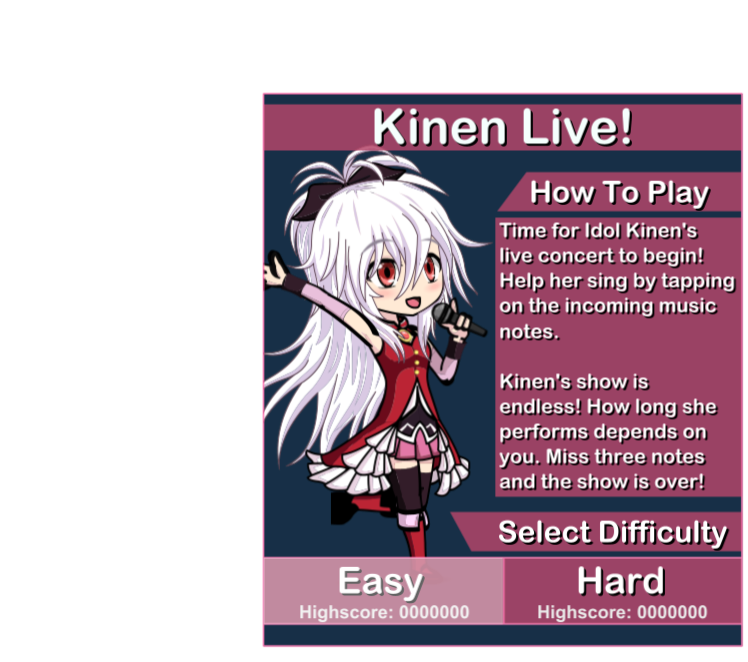 Kinen Live!
How To Play
Time for Idol Kinen's
live concert to begin!
Help her sing by tapping
on the incoming music
notes.
Kinen's show is
endless! How long she
performs depends on
you. Miss three notes
and the show is over!
Select Difficulty
Easy
Highscore: 0000000
Hard
Highscore: 0000000